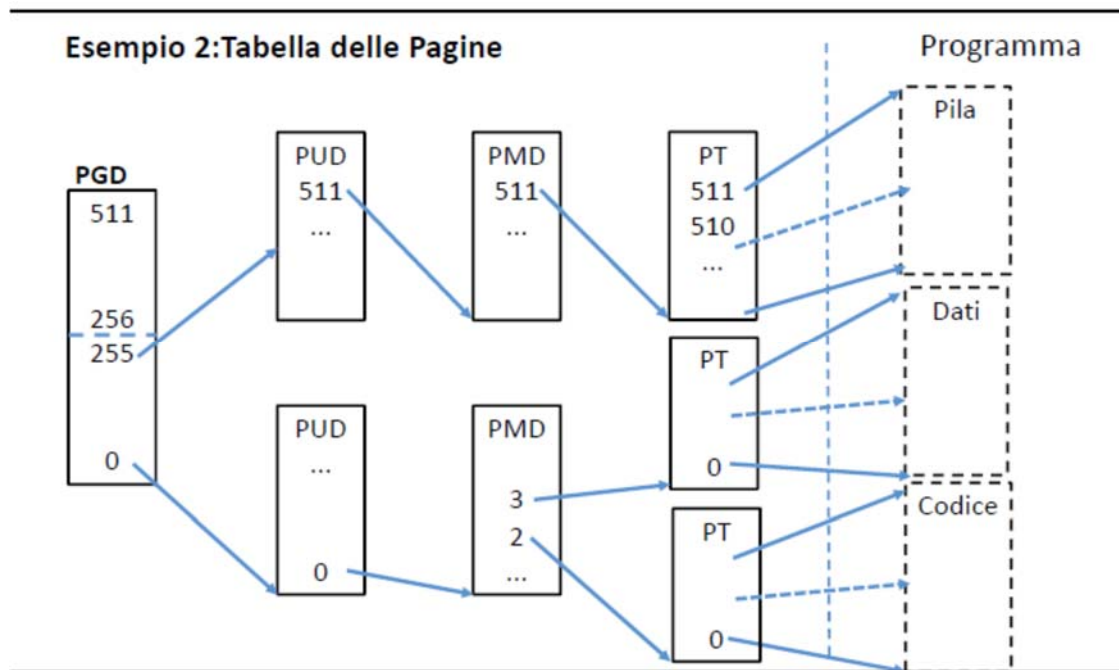 Esempio 2:Tabella delle Pagine
Programma
PGD
511
256
255
0
PUD
511
...
PMD
511
...
PT
511
510
...
Pila
PT
0
Dati
PUD
...
0
PMD
3
2
...
PT
0
Codice